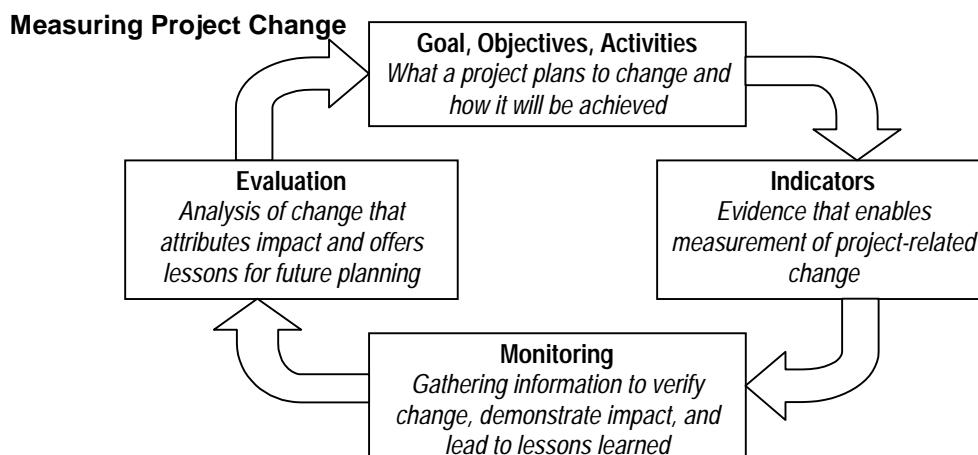 Measuring Project Change
Goal, Objectives, Activities
What a project plans to change and
how it will be achieved
Indicators
Evidence that enables
measurement of project-related
change
Monitoring
Gathering information to verify
change, demonstrate impact, and
lead to lessons learned
Evaluation
Analysis of change that
attributes impact and offers
lessons for future planning